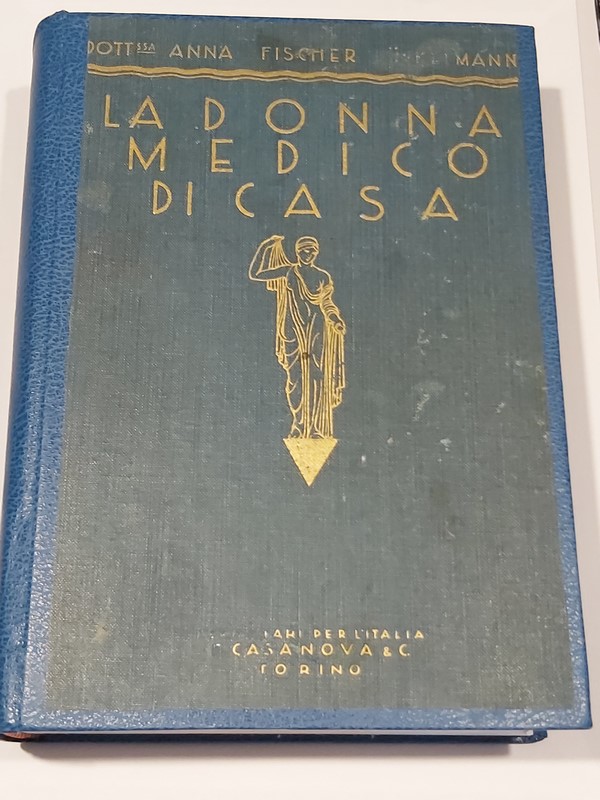 DOTTSSA ANNA FISCHER
LA DONNA
MEDICO
DI CASA
PER L'ITALIA
CASANOVA & C.
TORINO